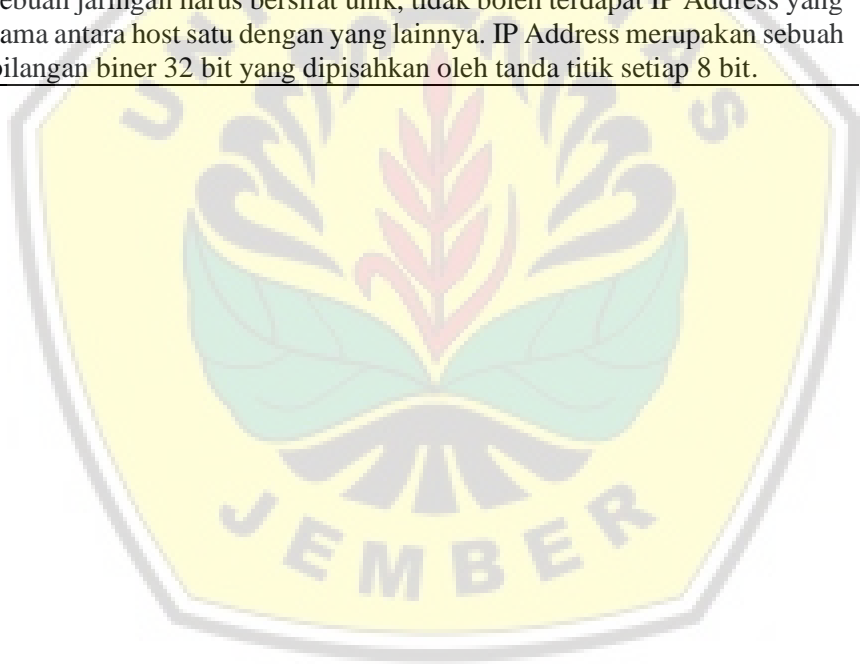 sebuah jaringan harus bersifat unik, tidak boleh terdapat IP Address yang
ama antara host satu dengan yang lainnya. IP Address merupakan sebuah
bilangan biner 32 bit yang dipisahkan oleh tanda titik setiap 8 bit.
JEMBER